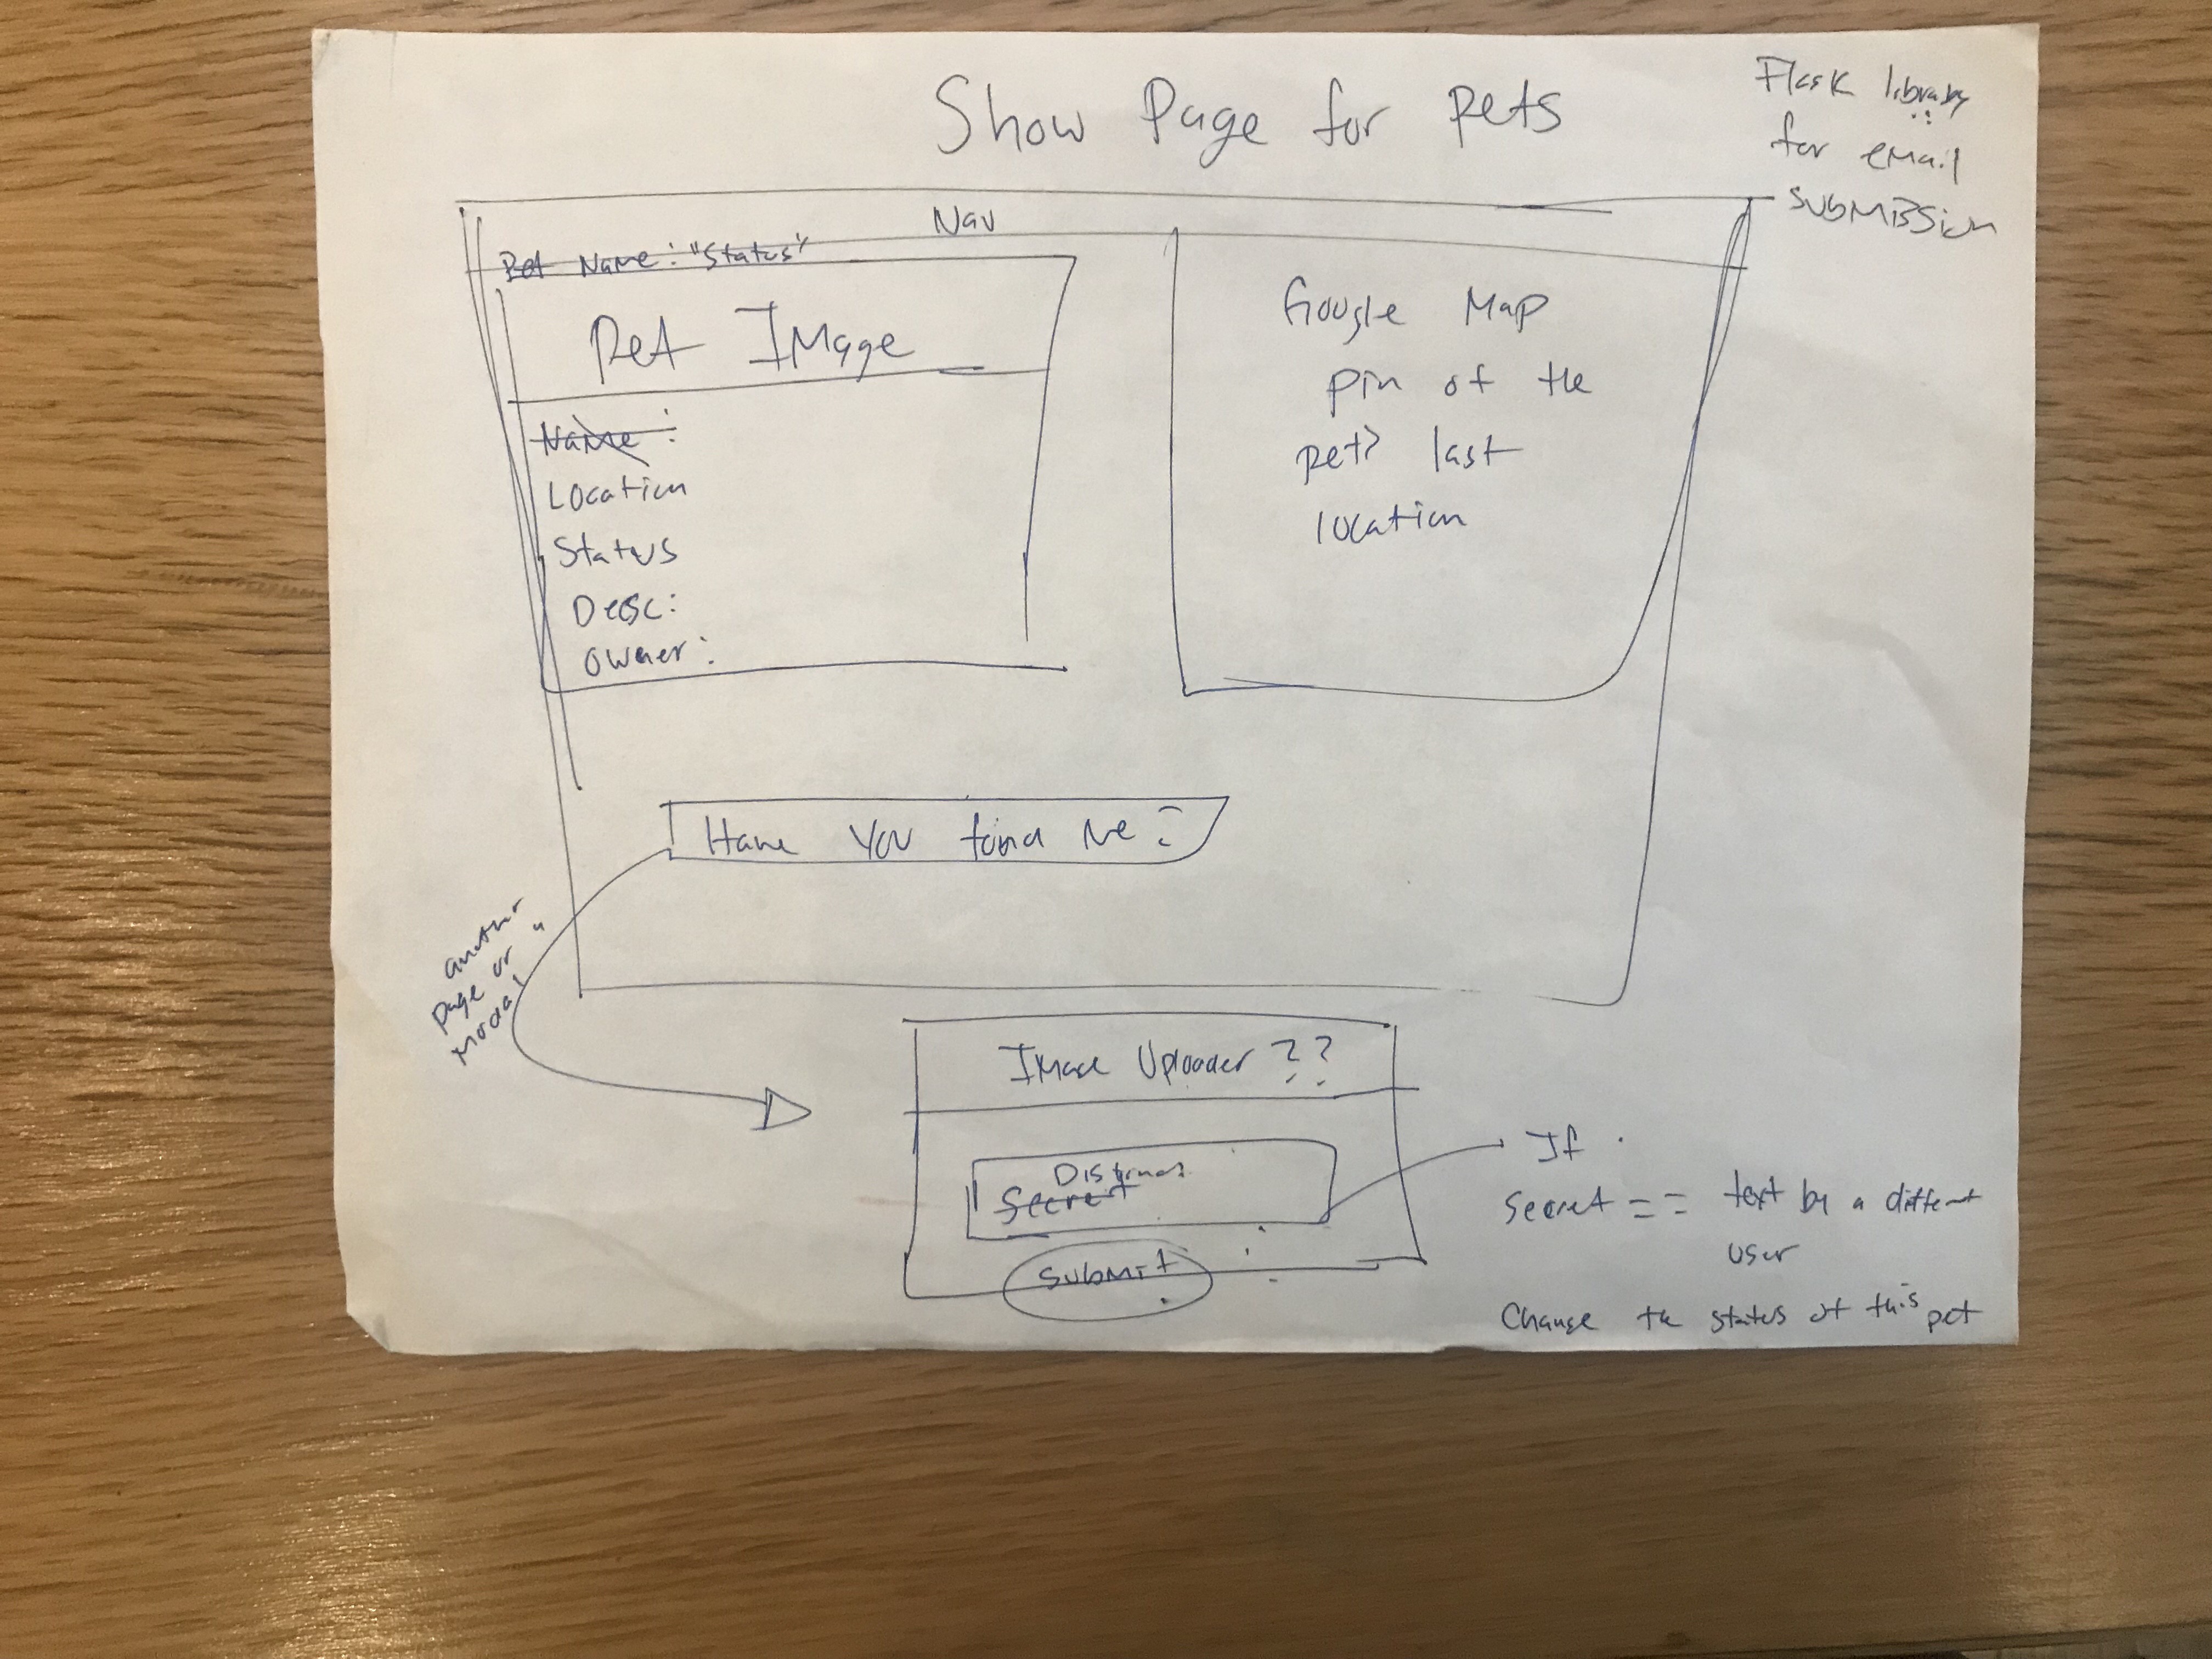 Show Page for Pets
Flask library
for email
submission
Nav
Pet Name: "Status"
Pet Image
Name:
Location
Status
Desc:
Owner:
Google Map
pin of the
pets last
location
Have you found me?
another
page or a
modal
Image Uploader ??
Secret
Submit
If
Secret == text by a different
user
Change the status of this pet